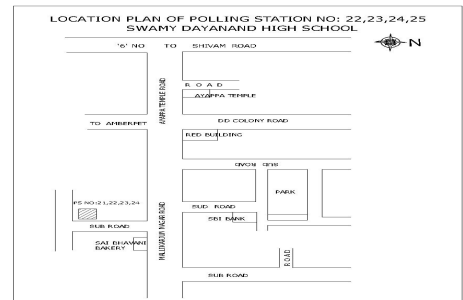 LOCATION PLAN OF POLLING STATION NO: 22,23,24,25
SWAMY DAYANAND HIGH SCHOOL
'6' NO TO SHIVAM ROAD
N
ROAD
AYAPPA TEMPLE
AYAPPA TEMPLE ROAD
TO AMBERPET
DD COLONY ROAD
RED BUILDING
SUB ROAD
PARK
PS NO:21,22,23,24
SUD ROAD
SBI BANK
MALLIKARJUN NAGAR ROAD
SUB ROAD
SAI BHAVANI
BAKERY
ROAD
SUB ROAD